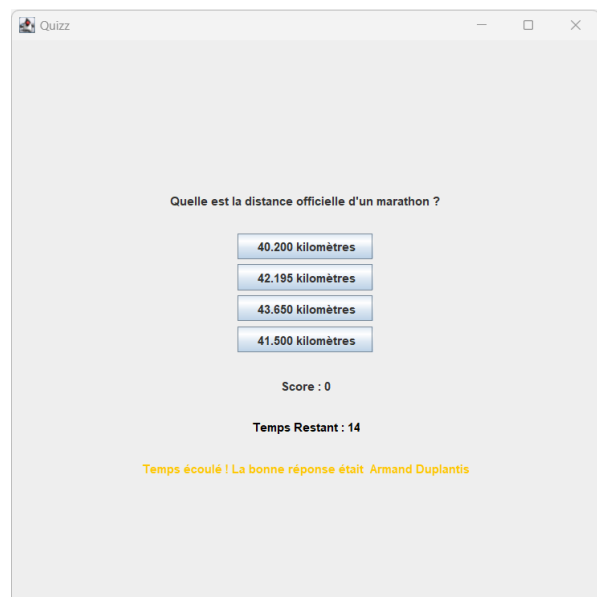 Quizz
Quelle est la distance officielle d'un marathon ?
40.200 kilomètres
42.195 kilomètres
43.650 kilomètres
41.500 kilomètres
Score : 0
Temps Restant : 14
Temps écoulé ! La bonne réponse était  Armand Duplantis